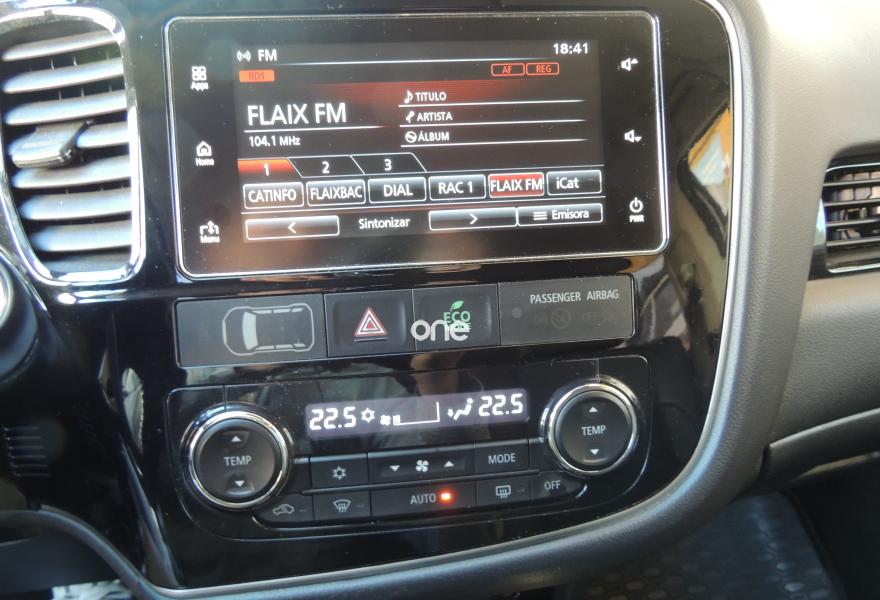 FM 18:41
RDS AF REG
Apps
FLAIX FM
TITULO
104.1 MHz
ARTISTA
ÁLBUM
Home
1 2 3
CATINFO FLAIXBAC DIAL RAC 1 FLAIX FM iCat
< Sintonizar > Emisora
Menu
PWR
ECO
PASSENGER AIRBAG
one
22.5 22.5
TEMP
MODE
TEMP
AUTO
OFF